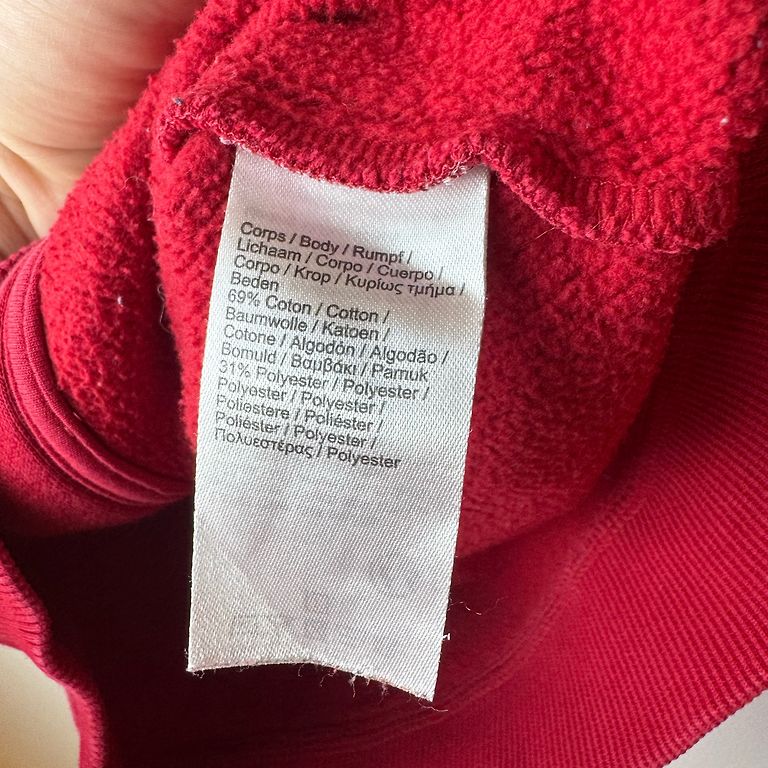 Corps / Body / Rumpf /
Lichaam / Corpo / Cuerpo /
Corpo / Krop / Κυρίως τμήμα /
Beden
69% Coton / Cotton /
Baumwolle / Katoen /
Cotone / Algodón / Algodão /
Bomuld / Βαμβάκι / Pamuk
31% Polyester / Polyester /
Polyester / Polyester /
Poliestere / Poliéster /
Poliéster / Polyester /
Πολυεστέρας / Polyester